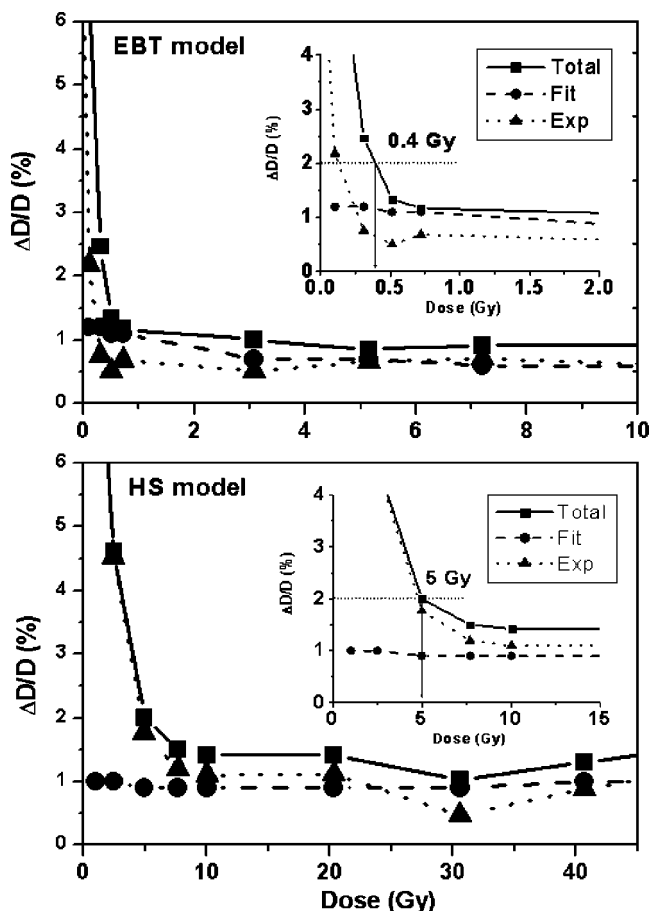 EBT model
Total
Fit
Exp
0.4 Gy
ΔD/D (%)
4
3
2
1
0
0.0
0.5
1.0
1.5
2.0
Dose (Gy)
ΔD/D (%)
6
5
4
3
2
1
0
0
2
4
6
8
10
HS model
Total
Fit
Exp
5 Gy
ΔD/D (%)
4
3
2
1
0
0
5
10
15
Dose (Gy)
ΔD/D (%)
6
5
4
3
2
1
0
0
10
20
30
40
Dose (Gy)